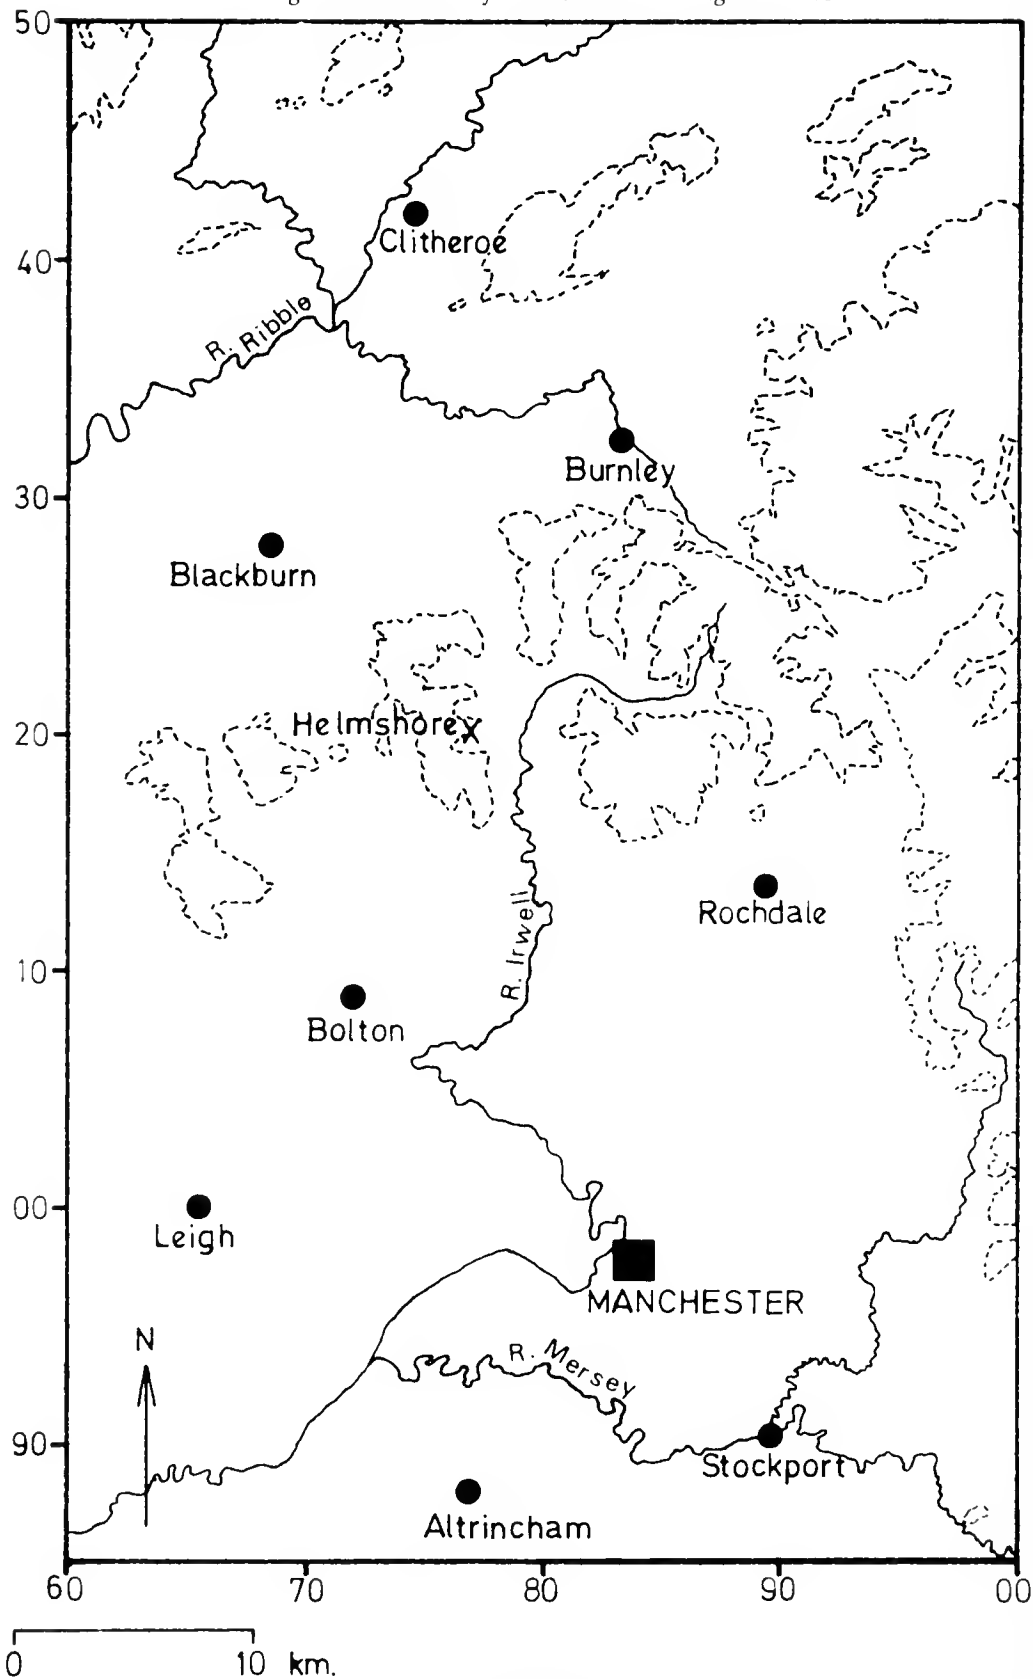 50
Clitheroe
40
R. Ribble
Burnley
30
Blackburn
Helmshore x
20
Rochdale
R. Irwell
10
Bolton
00
Leigh
MANCHESTER
N
R. Mersey
90
Stockport
Altrincham
60 70 80 90 00
0 10 km.